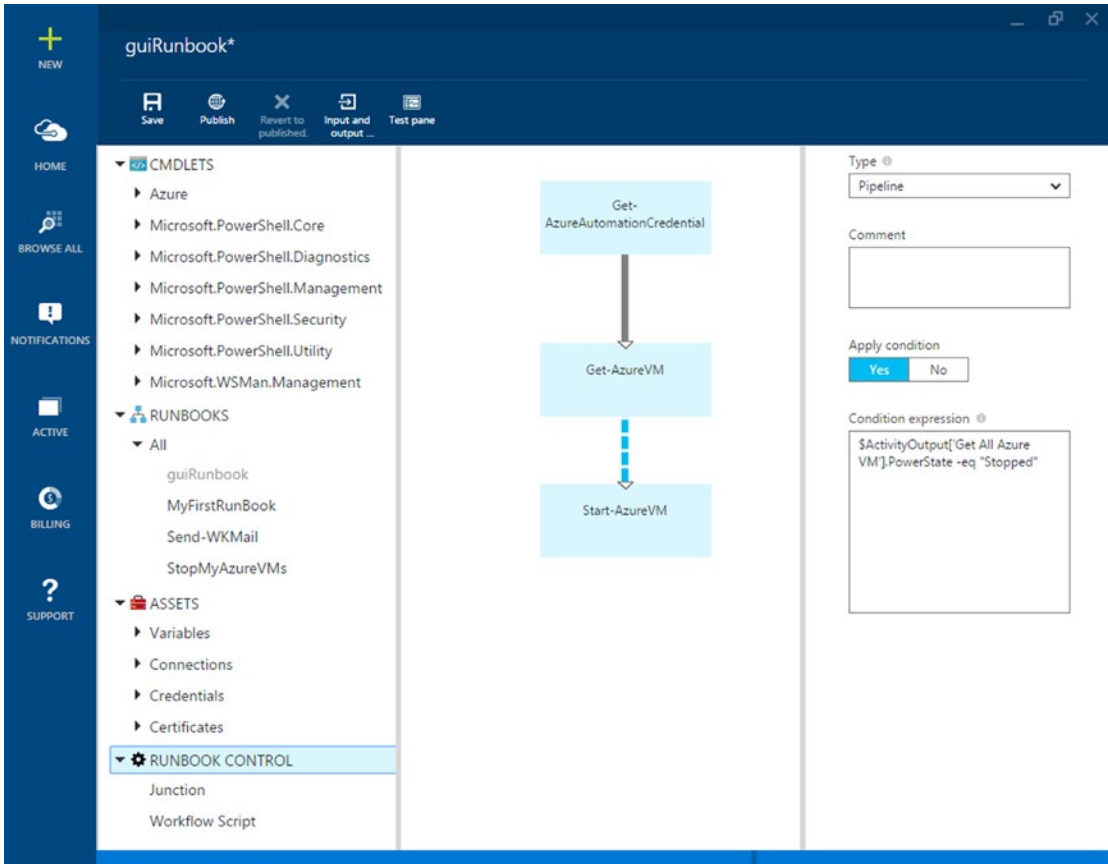 guiRunbook*
NEW
HOME
BROWSE ALL
NOTIFICATIONS
ACTIVE
BILLING
SUPPORT
Save
Publish
Revert to
published.
Input and
output ...
Test pane
CMDLETS
Azure
Microsoft.PowerShell.Core
Microsoft.PowerShell.Diagnostics
Microsoft.PowerShell.Management
Microsoft.PowerShell.Security
Microsoft.PowerShell.Utility
Microsoft.WSMan.Management
RUNBOOKS
All
guiRunbook
MyFirstRunBook
Send-WKMail
StopMyAzureVMs
ASSETS
Variables
Connections
Credentials
Certificates
RUNBOOK CONTROL
Junction
Workflow Script
Get-
AzureAutomationCredential
Get-AzureVM
Start-AzureVM
Type
Pipeline
Comment
Apply condition
Yes No
Condition expression
$ActivityOutput['Get All Azure
VM'].PowerState -eq "Stopped"